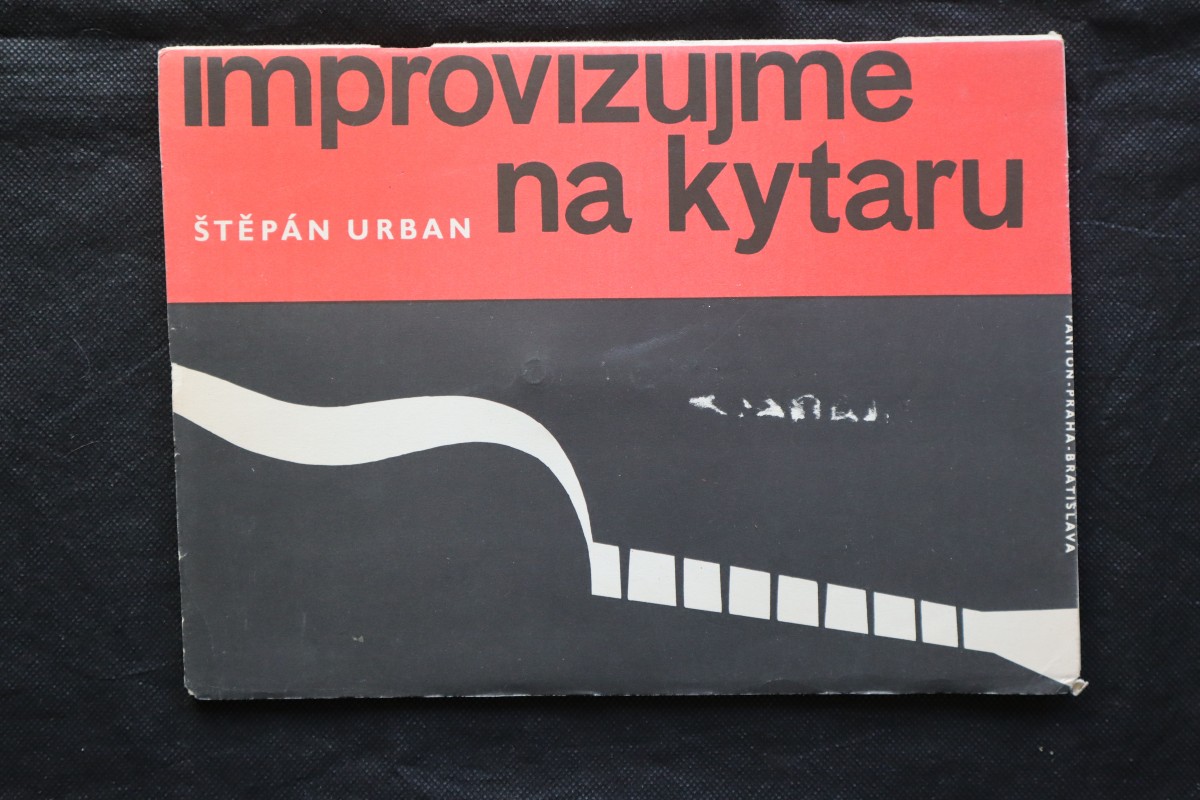 improvizujme
na kytaru
ŠTĚPÁN URBAN
PANTON·PRAHA·BRATISLAVA